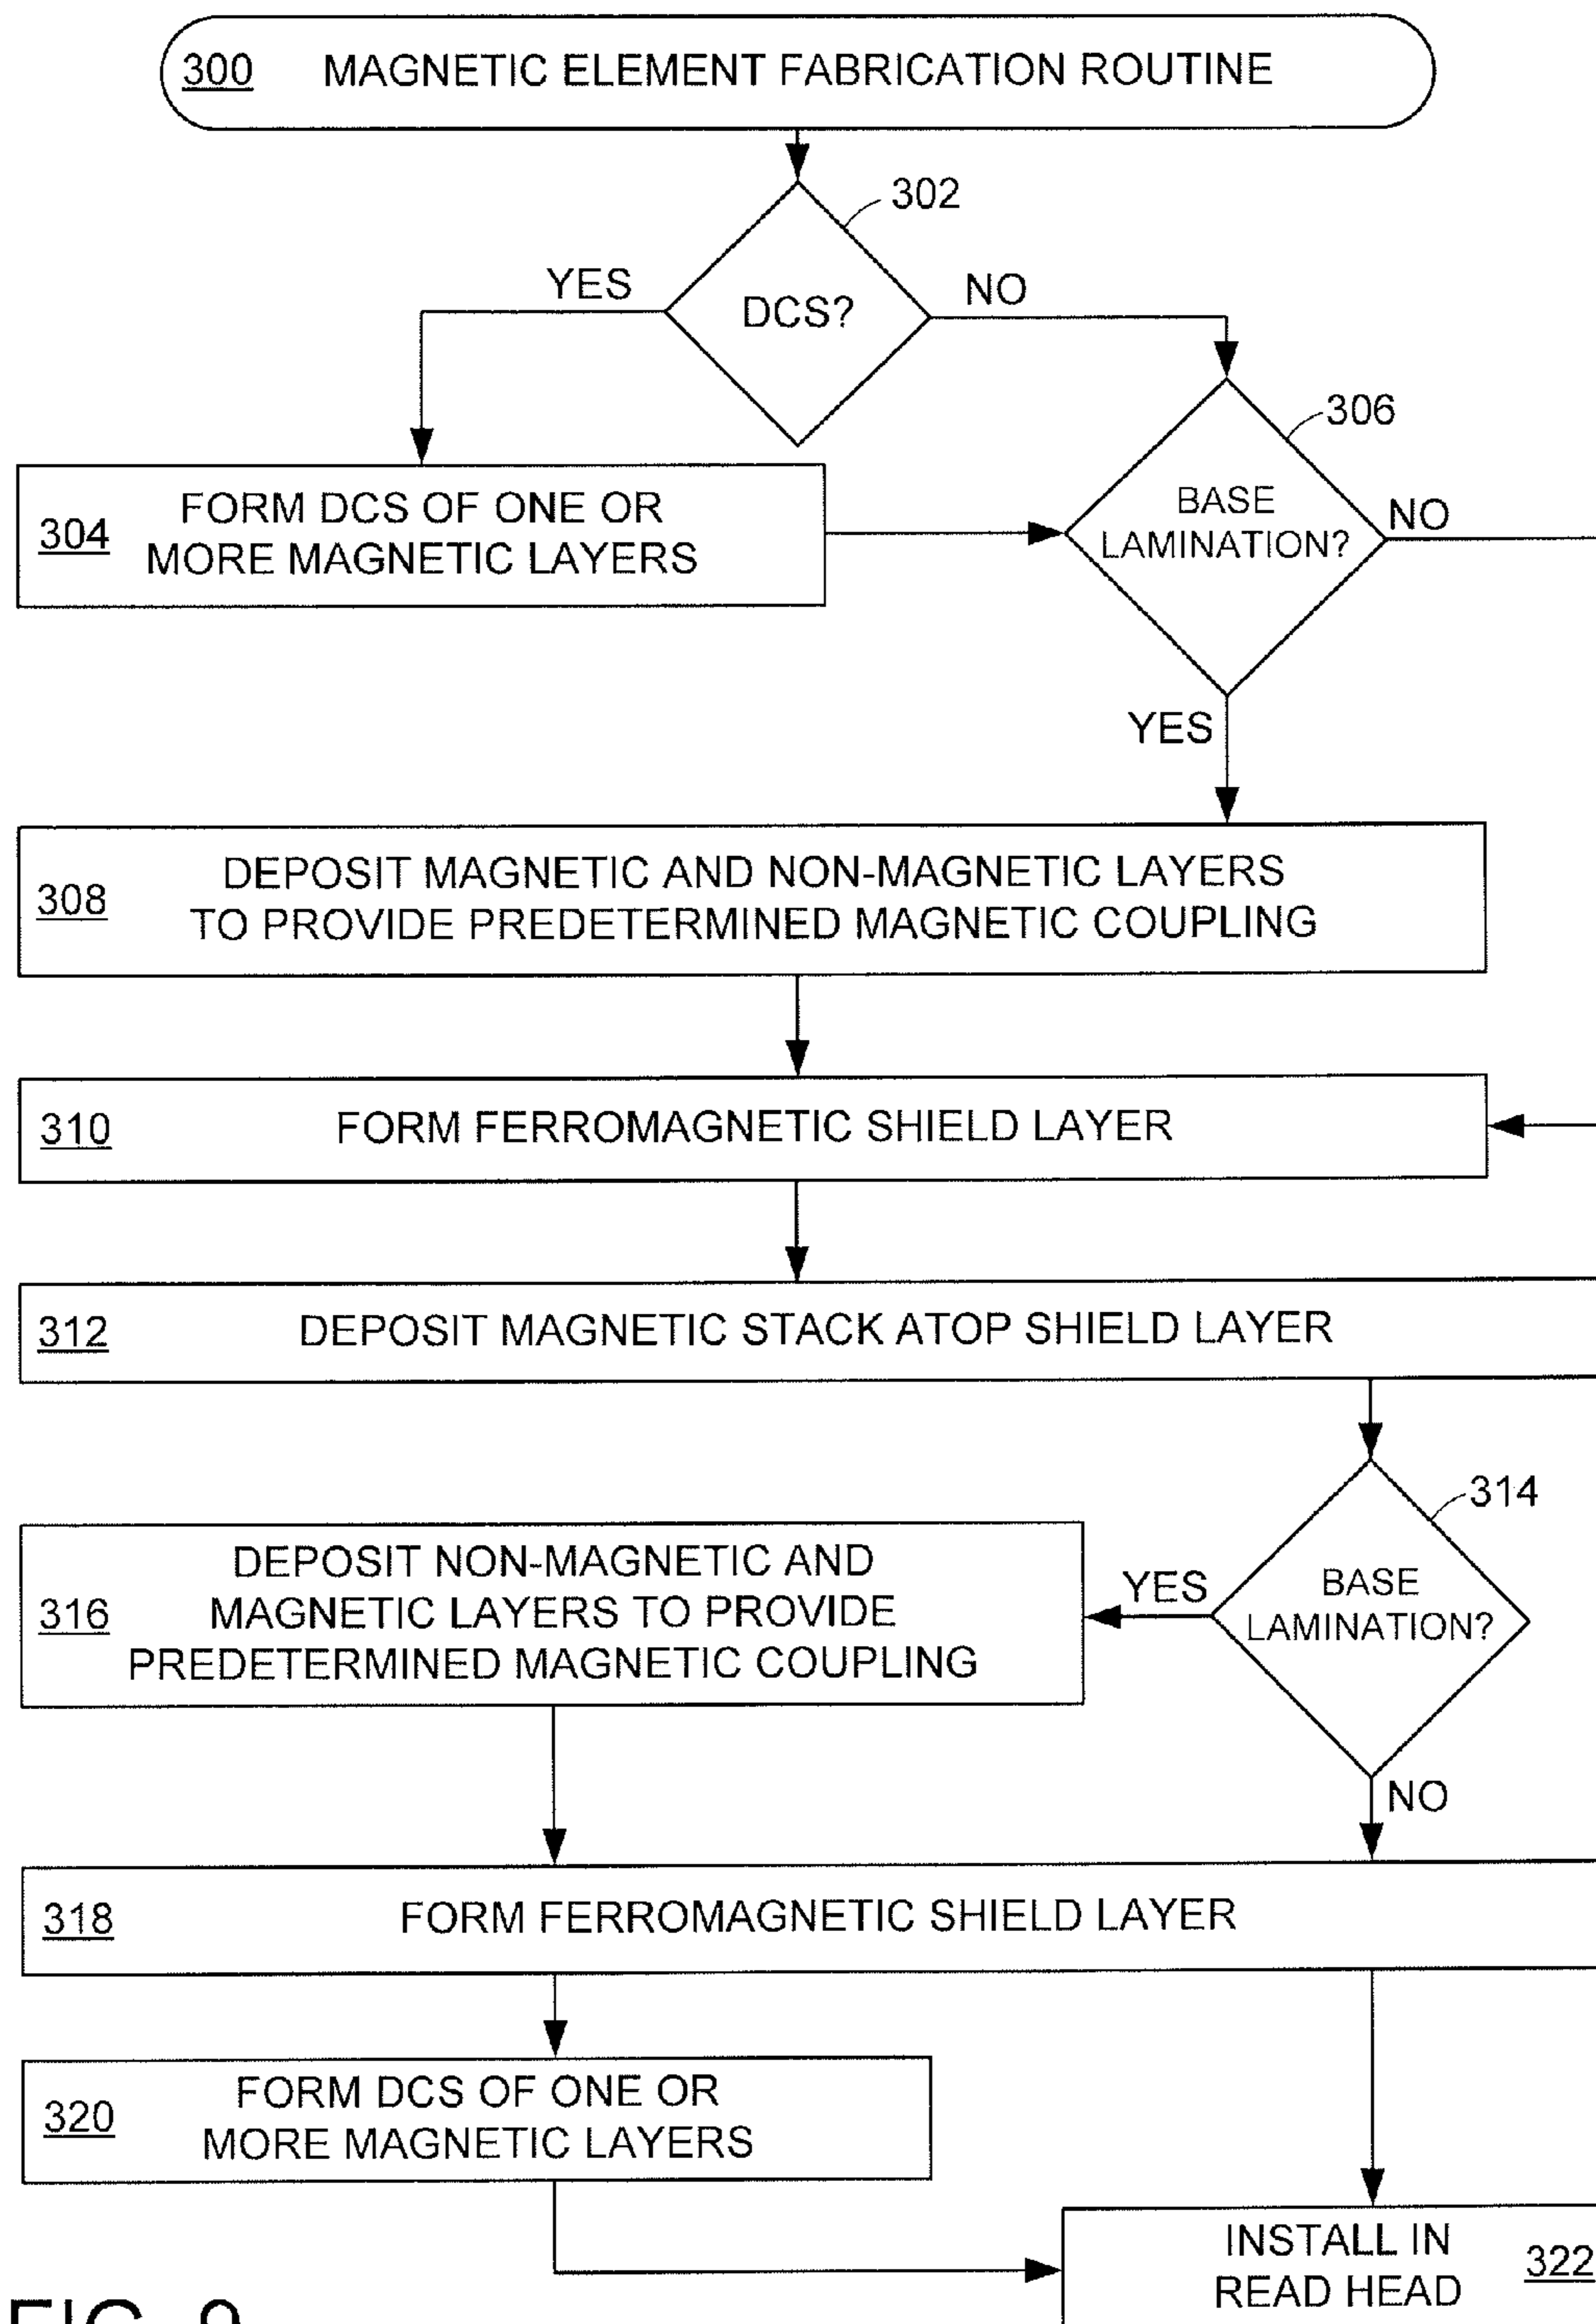 300 MAGNETIC ELEMENT FABRICATION ROUTINE
302
DCS?
YES
NO
304
FORM DCS OF ONE OR
MORE MAGNETIC LAYERS
306
BASE
LAMINATION?
NO
YES
308
DEPOSIT MAGNETIC AND NON-MAGNETIC LAYERS
TO PROVIDE PREDETERMINED MAGNETIC COUPLING
310 FORM FERROMAGNETIC SHIELD LAYER
312 DEPOSIT MAGNETIC STACK ATOP SHIELD LAYER
314
BASE
LAMINATION?
YES
NO
316
DEPOSIT NON-MAGNETIC AND
MAGNETIC LAYERS TO PROVIDE
PREDETERMINED MAGNETIC COUPLING
318 FORM FERROMAGNETIC SHIELD LAYER
320
FORM DCS OF ONE OR
MORE MAGNETIC LAYERS
INSTALL IN
READ HEAD
322
FIG.